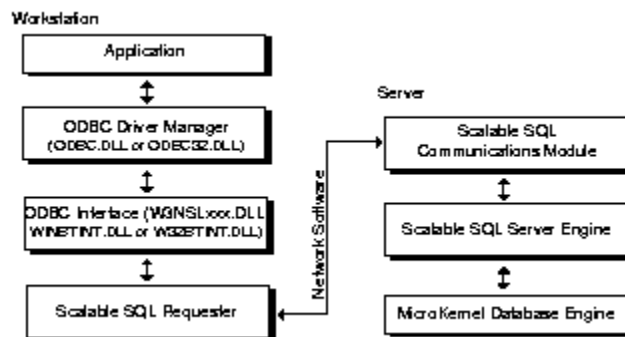 Workstation
Application
ODBC Driver Manager
(ODBC.DLL or ODBC32.DLL)
ODBC Interface (W3NSLxxx.DLL
WINBTINT.DLL or W32BTINT.DLL)
Scalable SQL Requester
Network Software
Server
Scalable SQL
Communications Module
Scalable SQL Server Engine
MicroKernel Database Engine